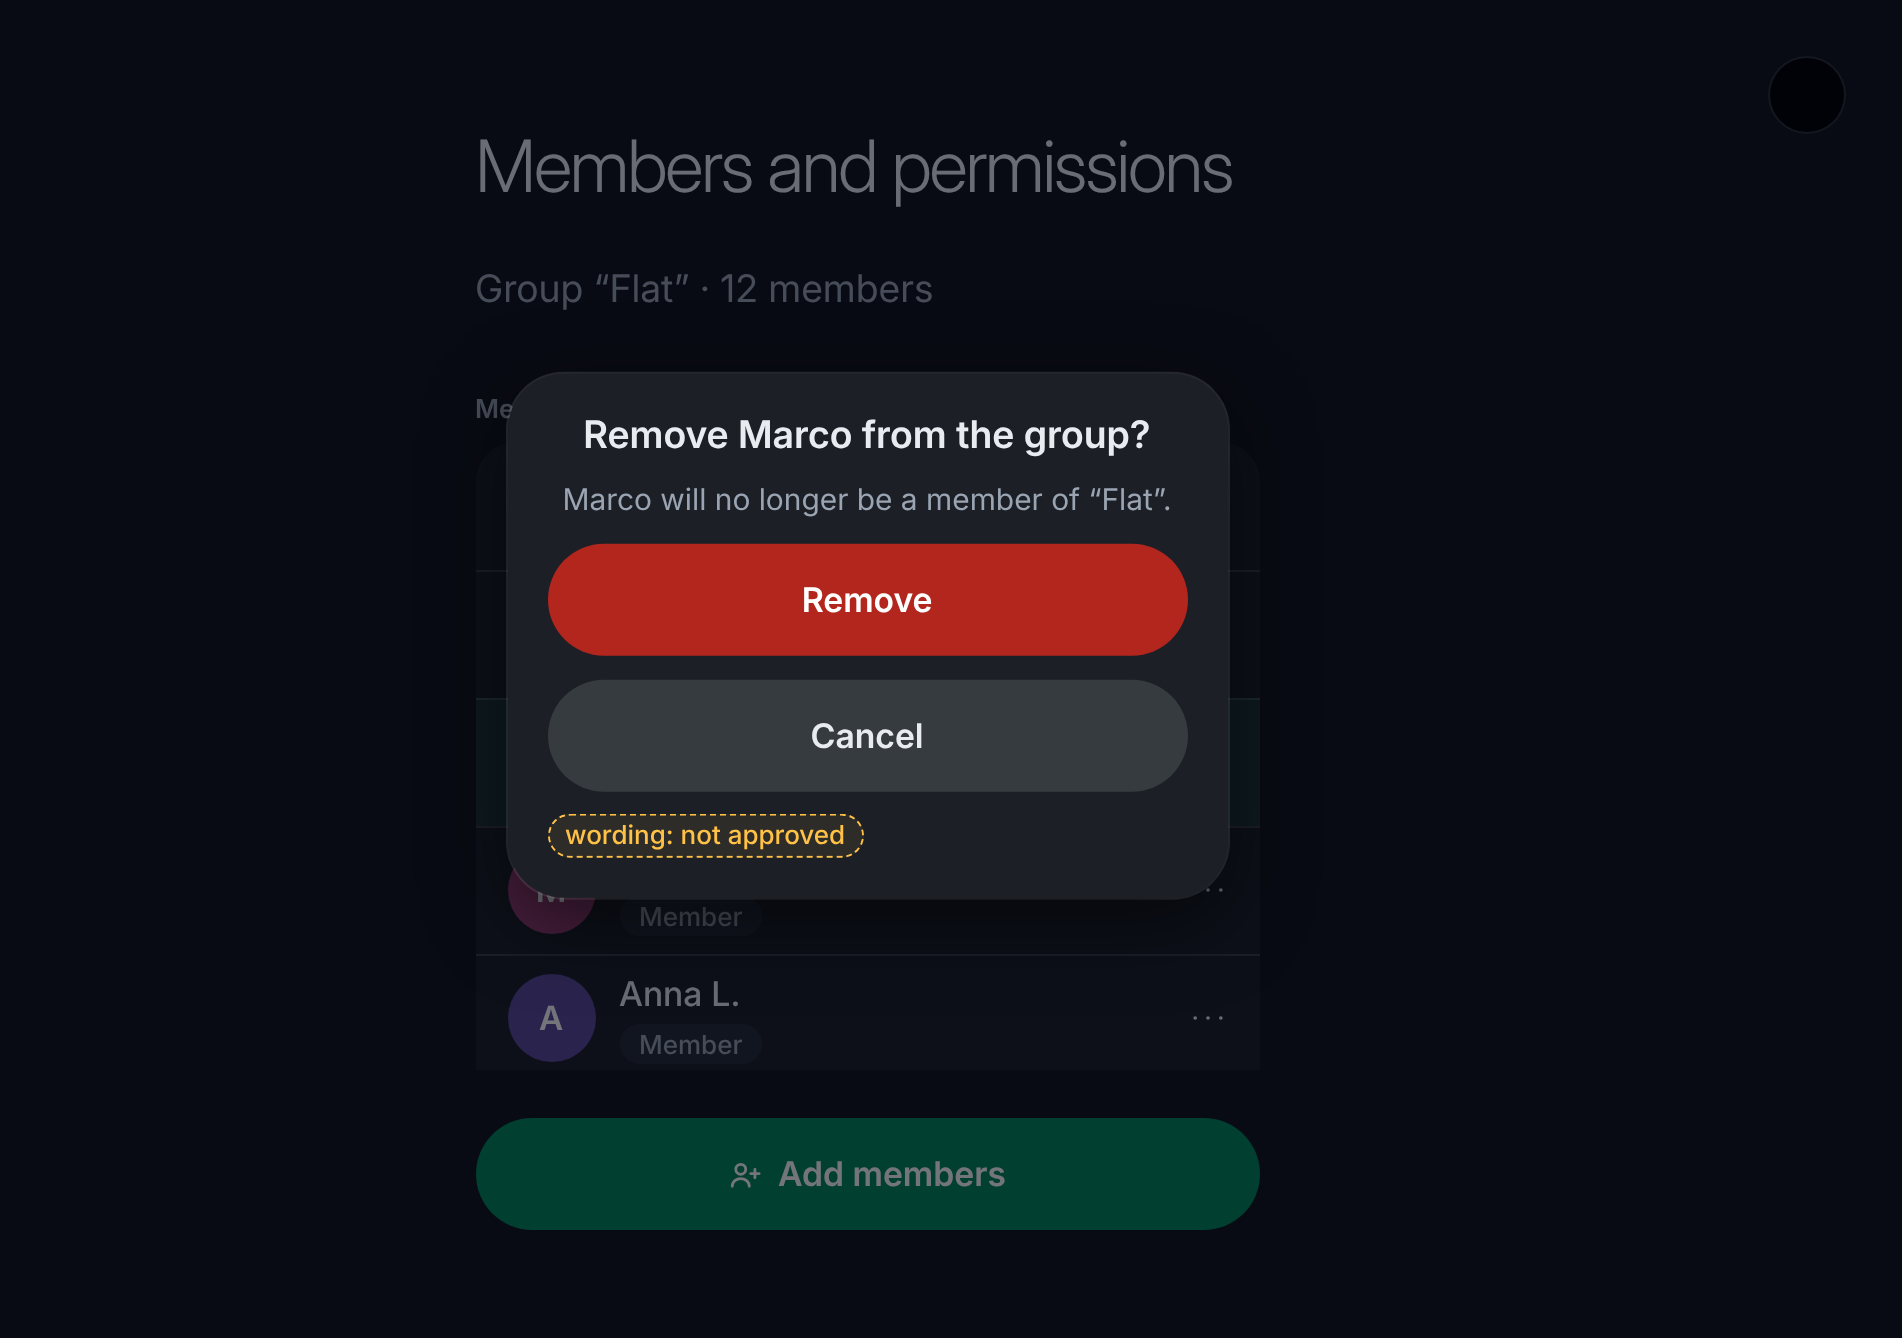 Members and permissions
Group “Flat” · 12 members
Remove Marco from the group?
Marco will no longer be a member of “Flat”.
Remove
Cancel
wording: not approved
Member
A
Anna L.
Member
Add members